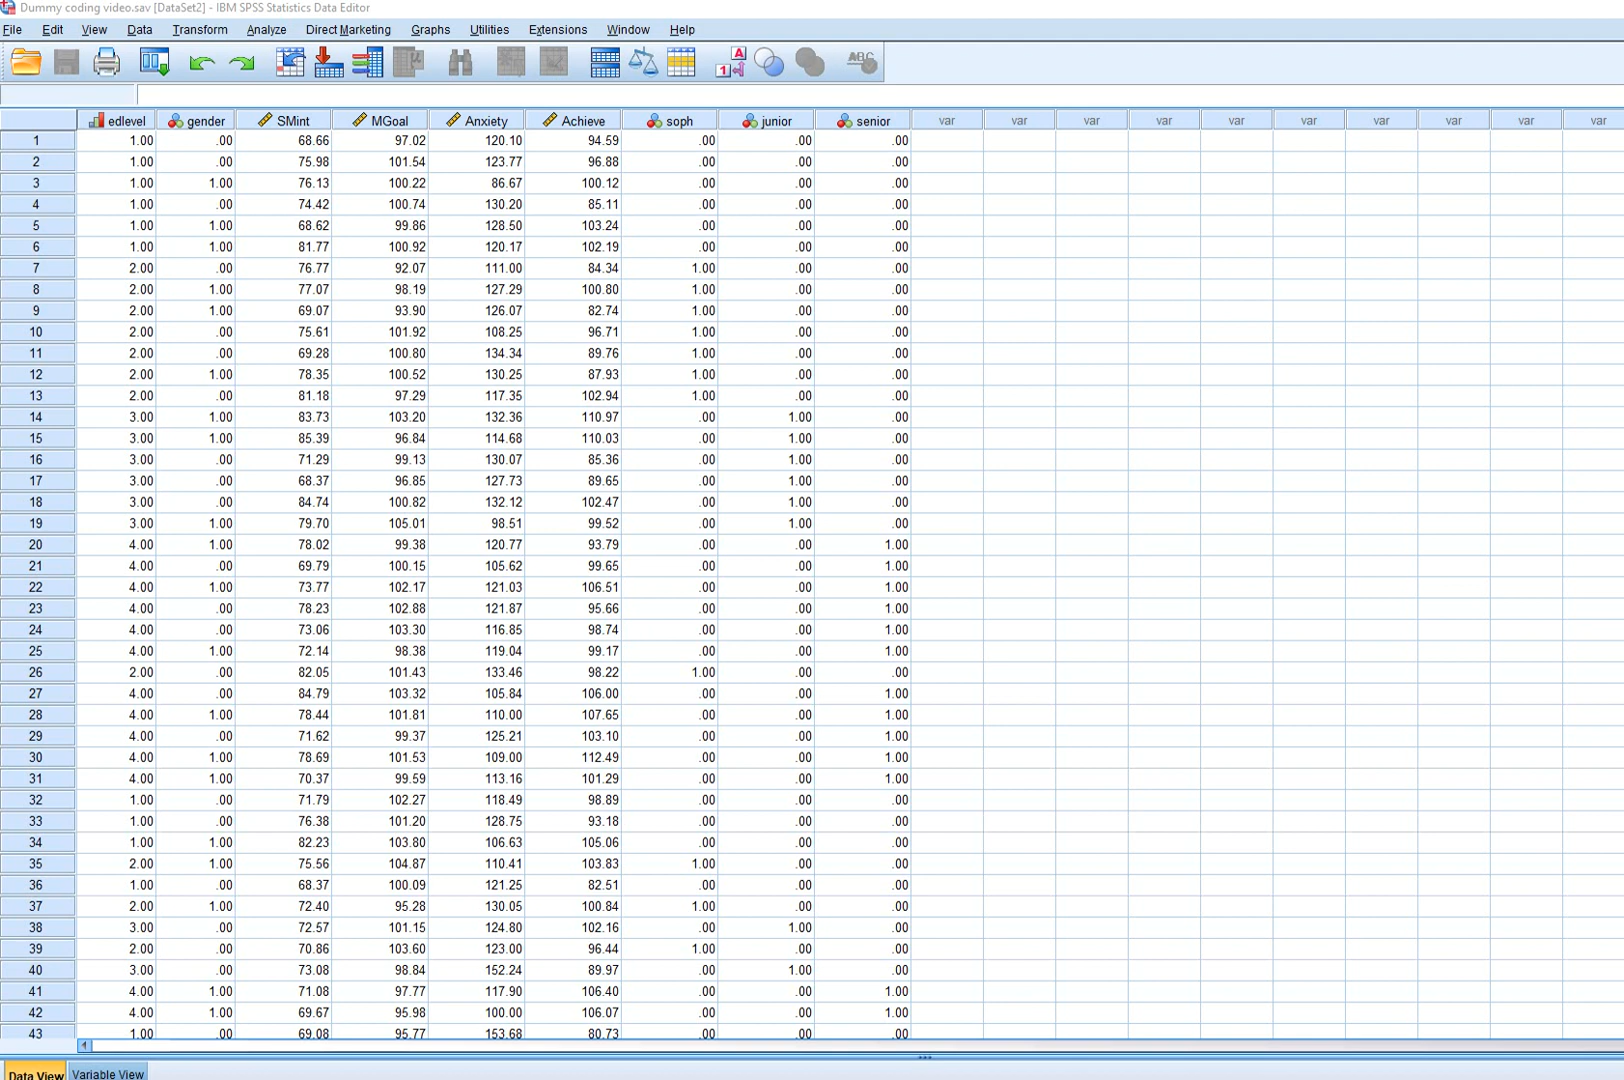 Dummy coding video.sav [DataSet2] - IBM SPSS Statistics Data Editor
File Edit View Data Transform Analyze Direct Marketing Graphs Utilities Extensions Window Help
A 1 ABC
edlevel gender SMint MGoal Anxiety Achieve soph junior senior var var var var var var var var var var
1 1.00 .00 68.66 97.02 120.10 94.59 .00 .00 .00
2 1.00 .00 75.98 101.54 123.77 96.88 .00 .00 .00
3 1.00 1.00 76.13 100.22 86.67 100.12 .00 .00 .00
4 1.00 .00 74.42 100.74 130.20 85.11 .00 .00 .00
5 1.00 1.00 68.62 99.86 128.50 103.24 .00 .00 .00
6 1.00 1.00 81.77 100.92 120.17 102.19 .00 .00 .00
7 2.00 .00 76.77 92.07 111.00 84.34 1.00 .00 .00
8 2.00 1.00 77.07 98.19 127.29 100.80 1.00 .00 .00
9 2.00 1.00 69.07 93.90 126.07 82.74 1.00 .00 .00
10 2.00 .00 75.61 101.92 108.25 96.71 1.00 .00 .00
11 2.00 .00 69.28 100.80 134.34 89.76 1.00 .00 .00
12 2.00 1.00 78.35 100.52 130.25 87.93 1.00 .00 .00
13 2.00 .00 81.18 97.29 117.35 102.94 1.00 .00 .00
14 3.00 1.00 83.73 103.20 132.36 110.97 .00 1.00 .00
15 3.00 1.00 85.39 96.84 114.68 110.03 .00 1.00 .00
16 3.00 .00 71.29 99.13 130.07 85.36 .00 1.00 .00
17 3.00 .00 68.37 96.85 127.73 89.65 .00 1.00 .00
18 3.00 .00 84.74 100.82 132.12 102.47 .00 1.00 .00
19 3.00 1.00 79.70 105.01 98.51 99.52 .00 1.00 .00
20 4.00 1.00 78.02 99.38 120.77 93.79 .00 .00 1.00
21 4.00 .00 69.79 100.15 105.62 99.65 .00 .00 1.00
22 4.00 1.00 73.77 102.17 121.03 106.51 .00 .00 1.00
23 4.00 .00 78.23 102.88 121.87 95.66 .00 .00 1.00
24 4.00 .00 73.06 103.30 116.85 98.74 .00 .00 1.00
25 4.00 1.00 72.14 98.38 119.04 99.17 .00 .00 1.00
26 2.00 .00 82.05 101.43 133.46 98.22 1.00 .00 .00
27 4.00 .00 84.79 103.32 105.84 106.00 .00 .00 1.00
28 4.00 1.00 78.44 101.81 110.00 107.65 .00 .00 1.00
29 4.00 .00 71.62 99.37 125.21 103.10 .00 .00 1.00
30 4.00 1.00 78.69 101.53 109.00 112.49 .00 .00 1.00
31 4.00 1.00 70.37 99.59 113.16 101.29 .00 .00 1.00
32 1.00 .00 71.79 102.27 118.49 98.89 .00 .00 .00
33 1.00 .00 76.38 101.20 128.75 93.18 .00 .00 .00
34 1.00 1.00 82.23 103.80 106.63 105.06 .00 .00 .00
35 2.00 1.00 75.56 104.87 110.41 103.83 1.00 .00 .00
36 1.00 .00 68.37 100.09 121.25 82.51 .00 .00 .00
37 2.00 1.00 72.40 95.28 130.05 100.84 1.00 .00 .00
38 3.00 .00 72.57 101.15 124.80 102.16 .00 1.00 .00
39 2.00 .00 70.86 103.60 123.00 96.44 1.00 .00 .00
40 3.00 .00 73.08 98.84 152.24 89.97 .00 1.00 .00
41 4.00 1.00 71.08 97.77 117.90 106.40 .00 .00 1.00
42 4.00 1.00 69.67 95.98 100.00 106.07 .00 .00 1.00
43 1.00 .00 69.08 95.77 153.68 80.73 .00 .00 .00
Data View Variable View